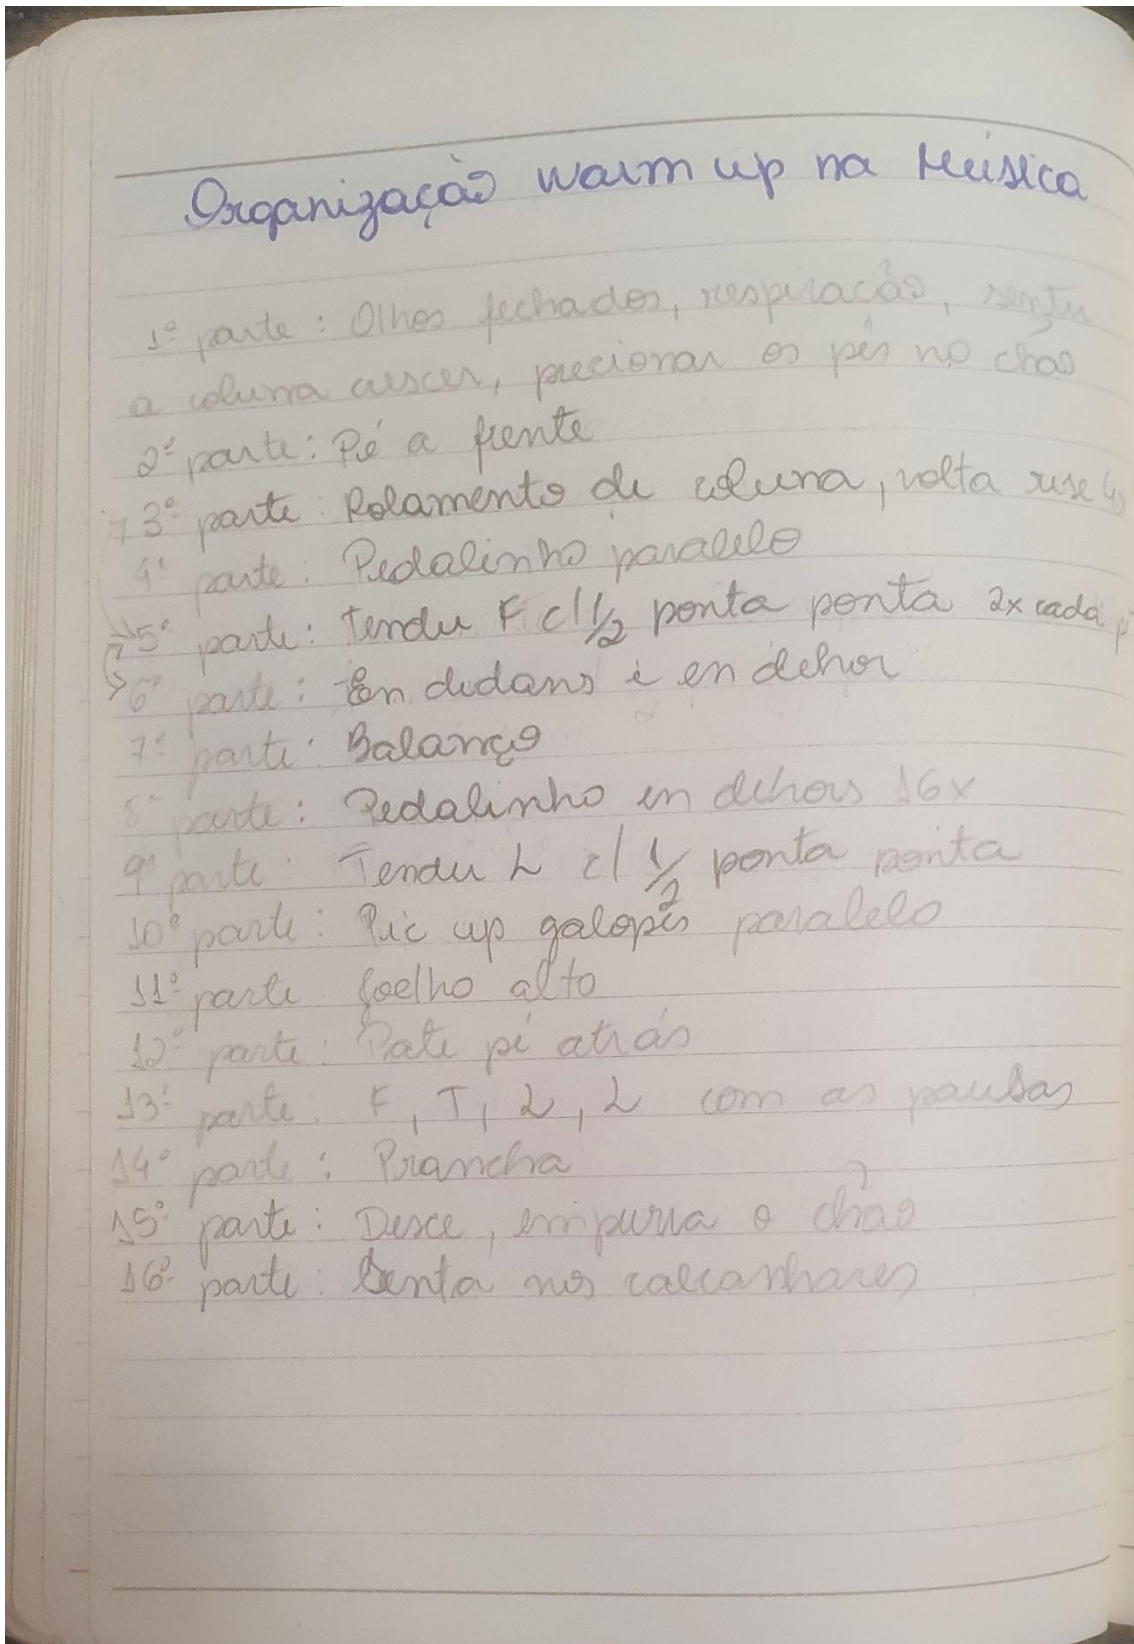 Organização warm up na Música
1º parte: Olhos fechados, respiração, sentir
a coluna crescer, precionar os pés no chão
2º parte: Pé a frente
3º parte: Rolamento de coluna, volta rise
4º parte: Pedalinho paralelo
5º parte: Tendu F c/ 1/2 ponta ponta 2x cada
6º parte: En dedans e en dehor
7º parte: Balanço
8º parte: Pedalinho en dehors 16x
9º parte: Tendu L c/ 1/2 ponta ponta
10º parte: Pic up galopes paralelo
11º parte: Joelho alto
12º parte: Bate pé atrás
13º parte: F, T, L, L com as pausas
14º parte: Prancha
15º parte: Desce, empurra o chão
16º parte: Senta nos calcanhares